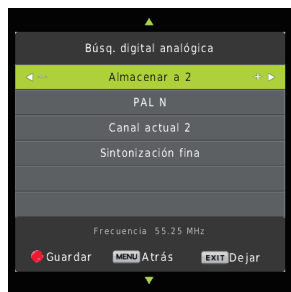 Búsq. digital analógica
Almacenar a 2
PAL N
Canal actual 2
Sintonización fina
Frecuencia 55.25 MHz
Guardar MENU Atrás EXIT Dejar